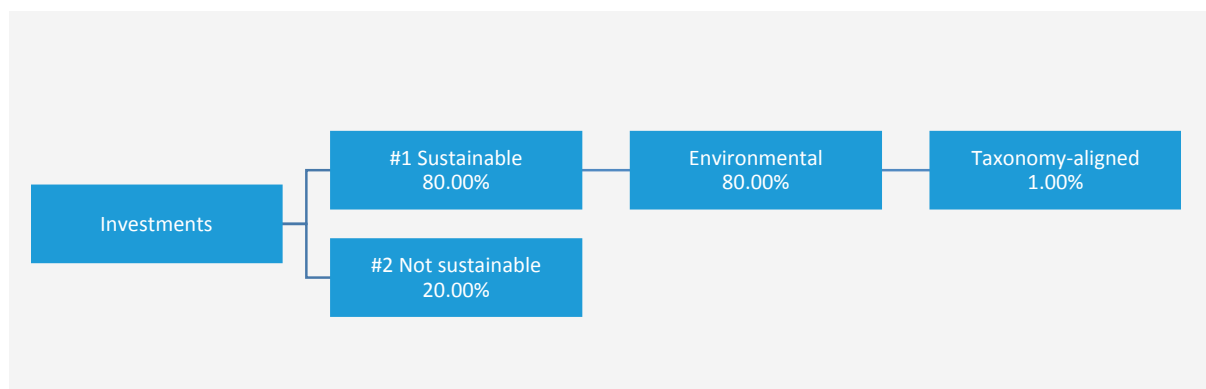 #1 Sustainable
80.00%
Environmental
80.00%
Taxonomy-aligned
1.00%
Investments
#2 Not sustainable
20.00%